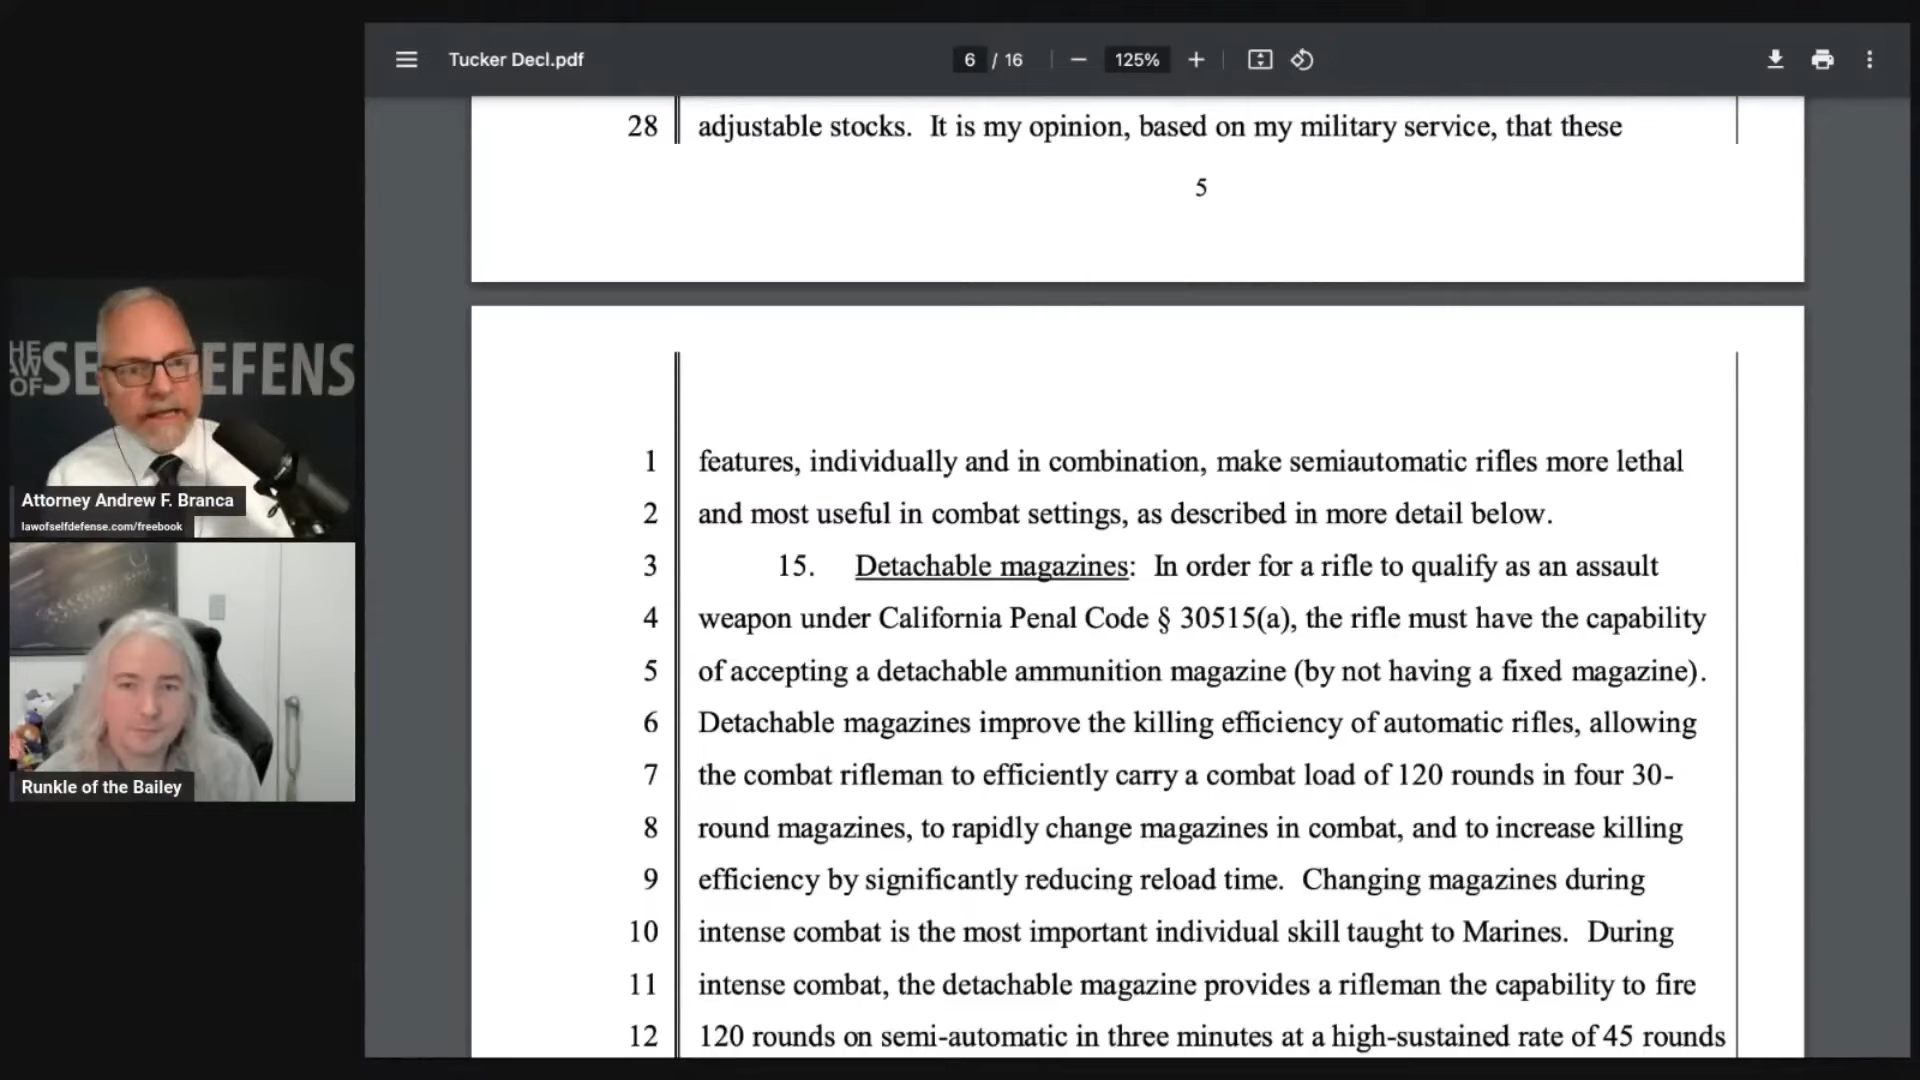 Tucker Decl.pdf
6 / 16
125%
28 adjustable stocks. It is my opinion, based on my military service, that these
5
1 features, individually and in combination, make semiautomatic rifles more lethal
2 and most useful in combat settings, as described in more detail below.
3 15. Detachable magazines: In order for a rifle to qualify as an assault
4 weapon under California Penal Code § 30515(a), the rifle must have the capability
5 of accepting a detachable ammunition magazine (by not having a fixed magazine).
6 Detachable magazines improve the killing efficiency of automatic rifles, allowing
7 the combat rifleman to efficiently carry a combat load of 120 rounds in four 30-
8 round magazines, to rapidly change magazines in combat, and to increase killing
9 efficiency by significantly reducing reload time. Changing magazines during
10 intense combat is the most important individual skill taught to Marines. During
11 intense combat, the detachable magazine provides a rifleman the capability to fire
12 120 rounds on semi-automatic in three minutes at a high-sustained rate of 45 rounds
HE
AW
OF
SE EFENS
Attorney Andrew F. Branca
lawofselfdefense.com/freebook
Runkle of the Bailey